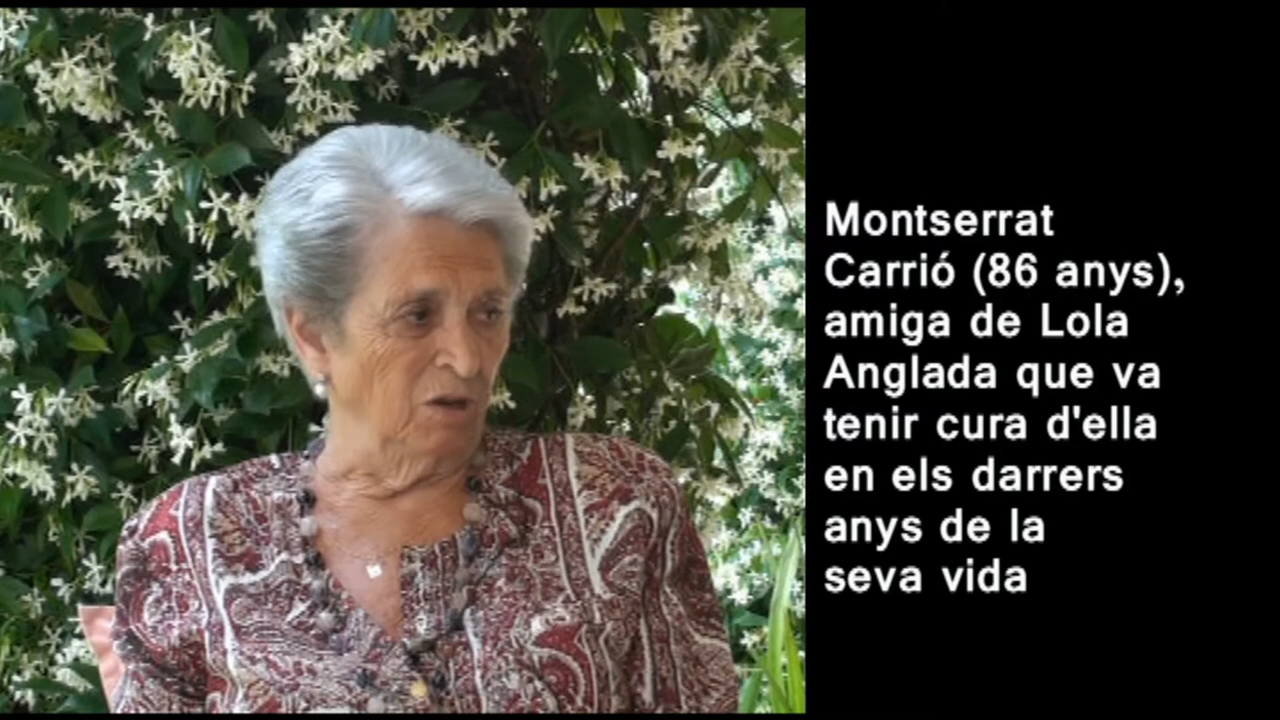 Montserrat
Carrió (86 anys),
amiga de Lola
Anglada que va
tenir cura d'ella
en els darrers
anys de la
seva vida